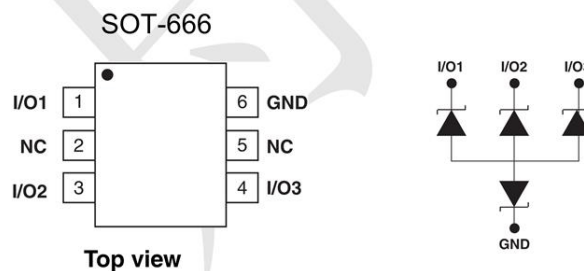 SOT-666
I/O1 1 6 GND
NC 2 5 NC
I/O2 3 4 I/O3
Top view
I/O1 I/O2
GND